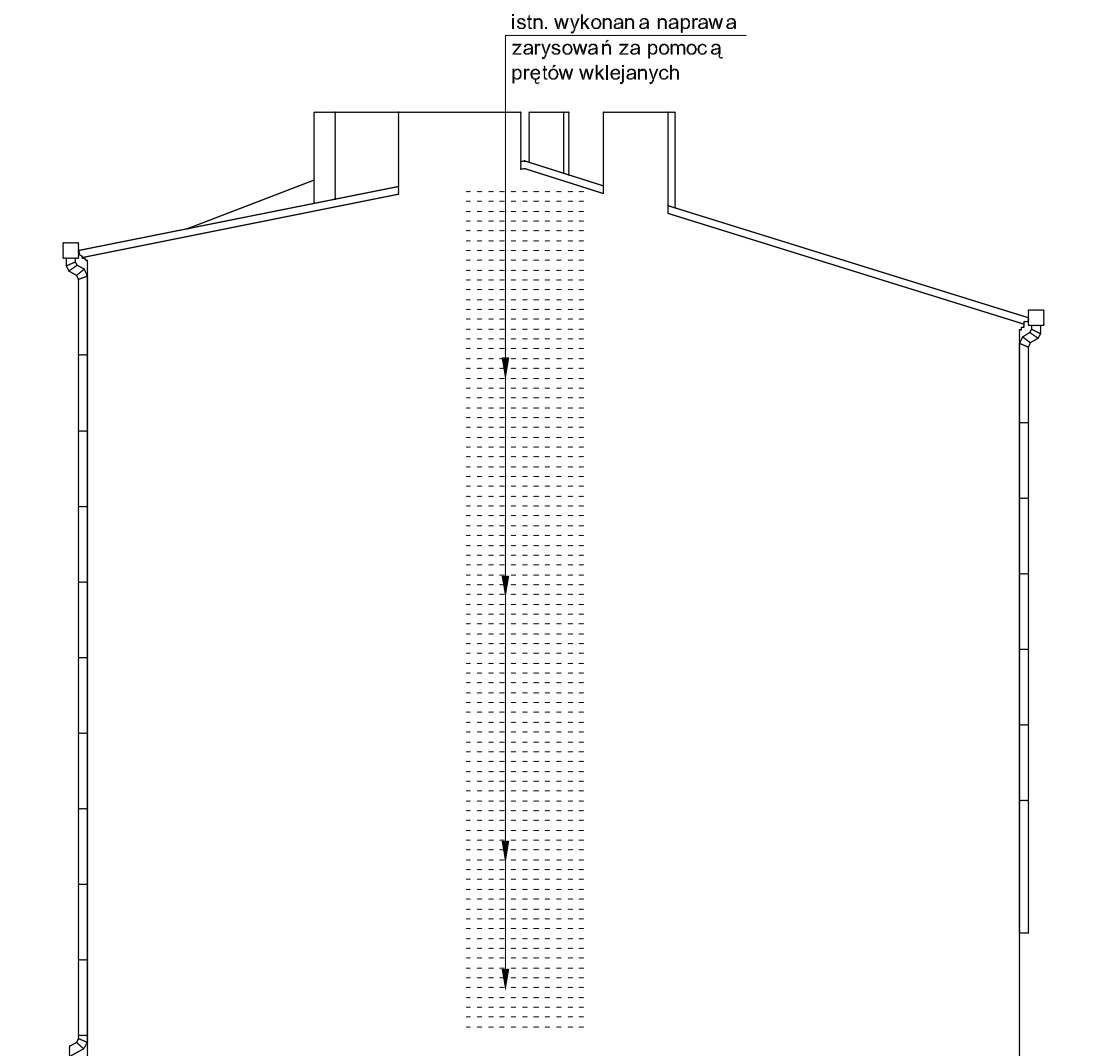 istn. wykonana naprawa
zarysowań za pomocą
prętów wklejanych